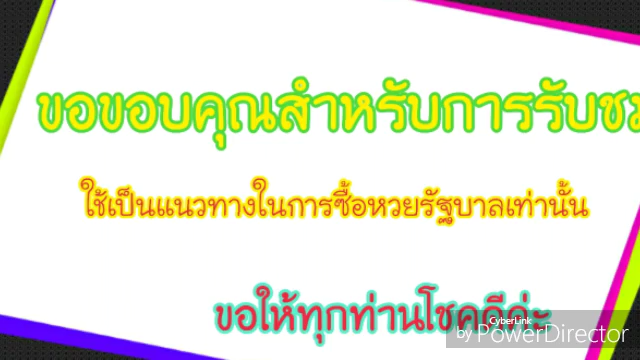 ขอขอบคุณสำหรับการรับชม
ใช้เป็นแนวทางในการซื้อหวยรัฐบาลเท่านั้น
ขอให้ทุกท่านโชคดีค่ะ
CyberLink
by PowerDirector